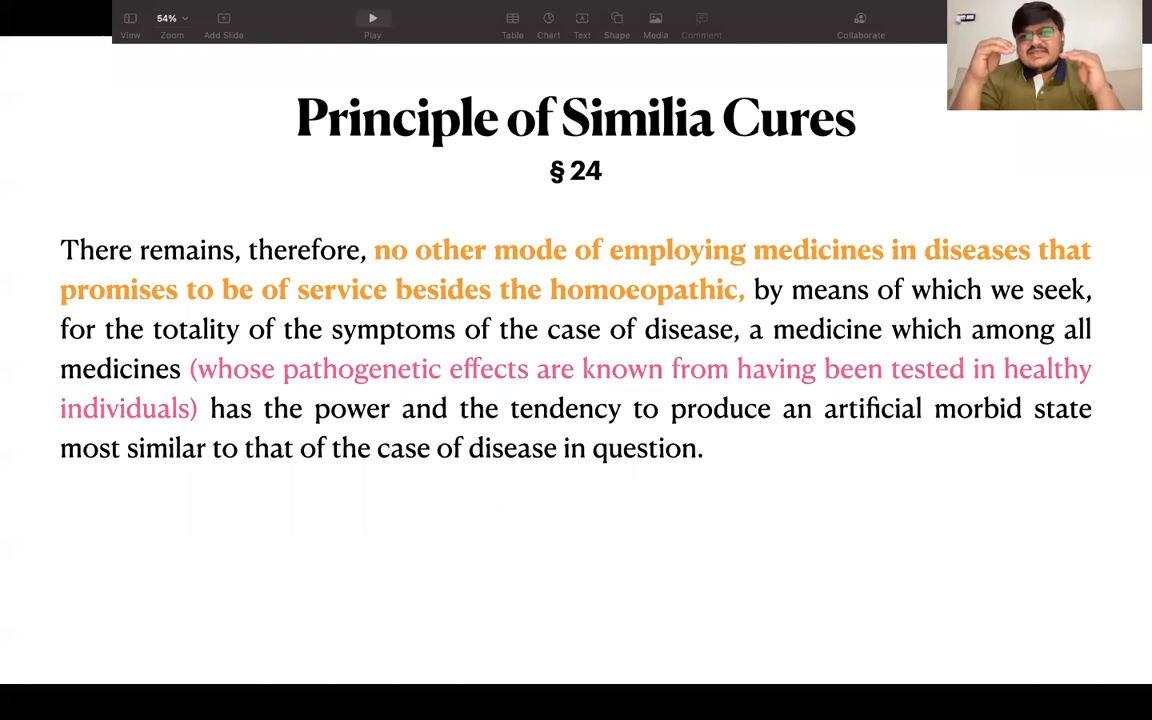 54%
View
Zoom
Add Slide
Play
Table
Chart
Text
Shape
Media
Comment
Collaborate
Principle of Similia Cures
§ 24
There remains, therefore, no other mode of employing medicines in diseases that
promises to be of service besides the homoeopathic, by means of which we seek,
for the totality of the symptoms of the case of disease, a medicine which among all
medicines (whose pathogenetic effects are known from having been tested in healthy
individuals) has the power and the tendency to produce an artificial morbid state
most similar to that of the case of disease in question.